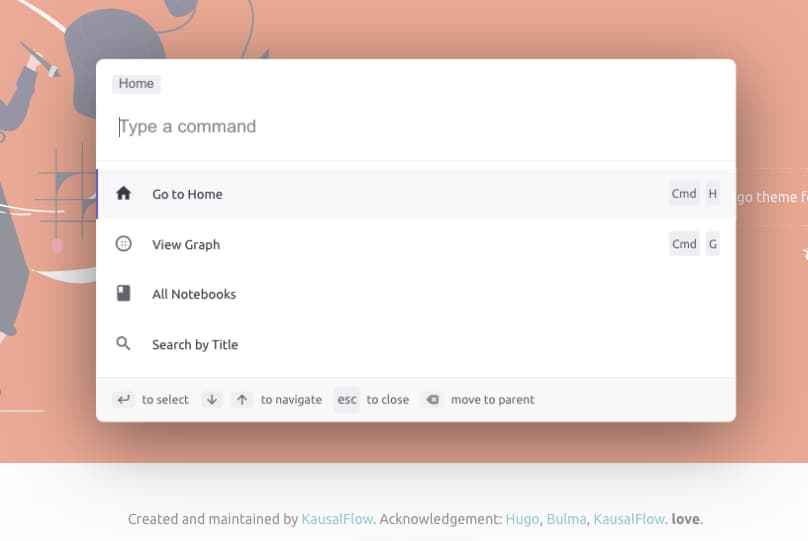 Home
Type a command
Go to Home Cmd H
go theme f
View Graph Cmd G
All Notebooks
Search by Title
to select to navigate esc to close move to parent
Created and maintained by KausalFlow. Acknowledgement: Hugo, Bulma, KausalFlow. love.